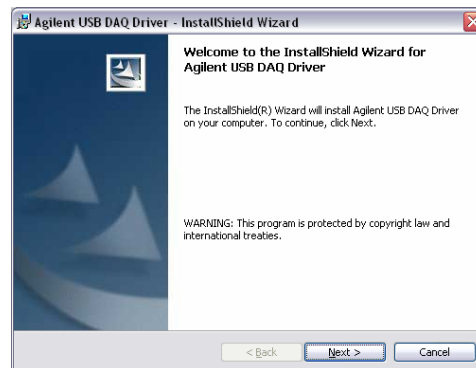 Agilent USB DAQ Driver - InstallShield Wizard
Welcome to the InstallShield Wizard for
Agilent USB DAQ Driver
The InstallShield(R) Wizard will install Agilent USB DAQ Driver
on your computer. To continue, click Next.
WARNING: This program is protected by copyright law and
international treaties.
< Back
Next >
Cancel